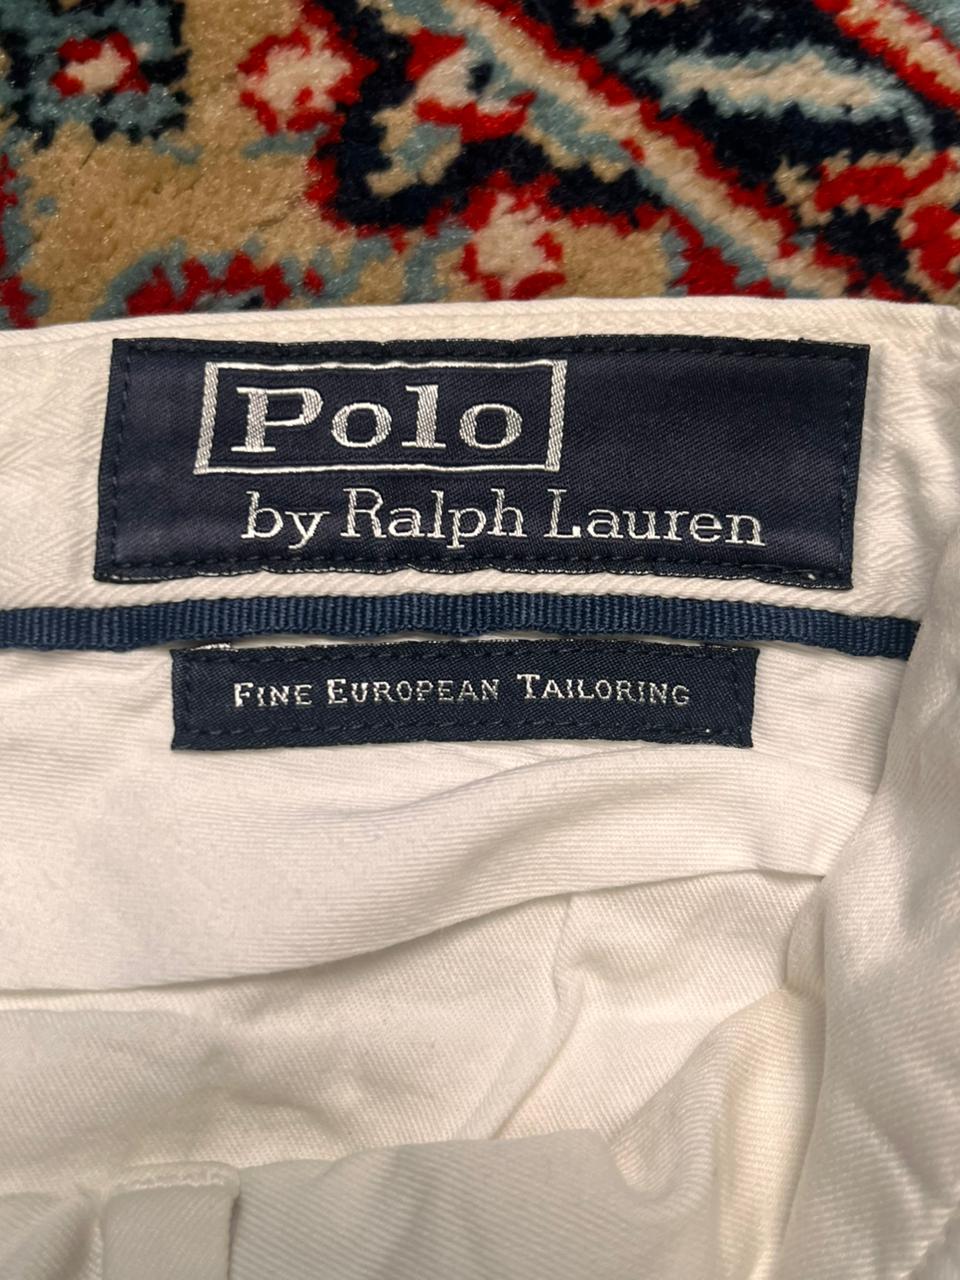 Polo
by Ralph Lauren
FINE EUROPEAN TAILORING